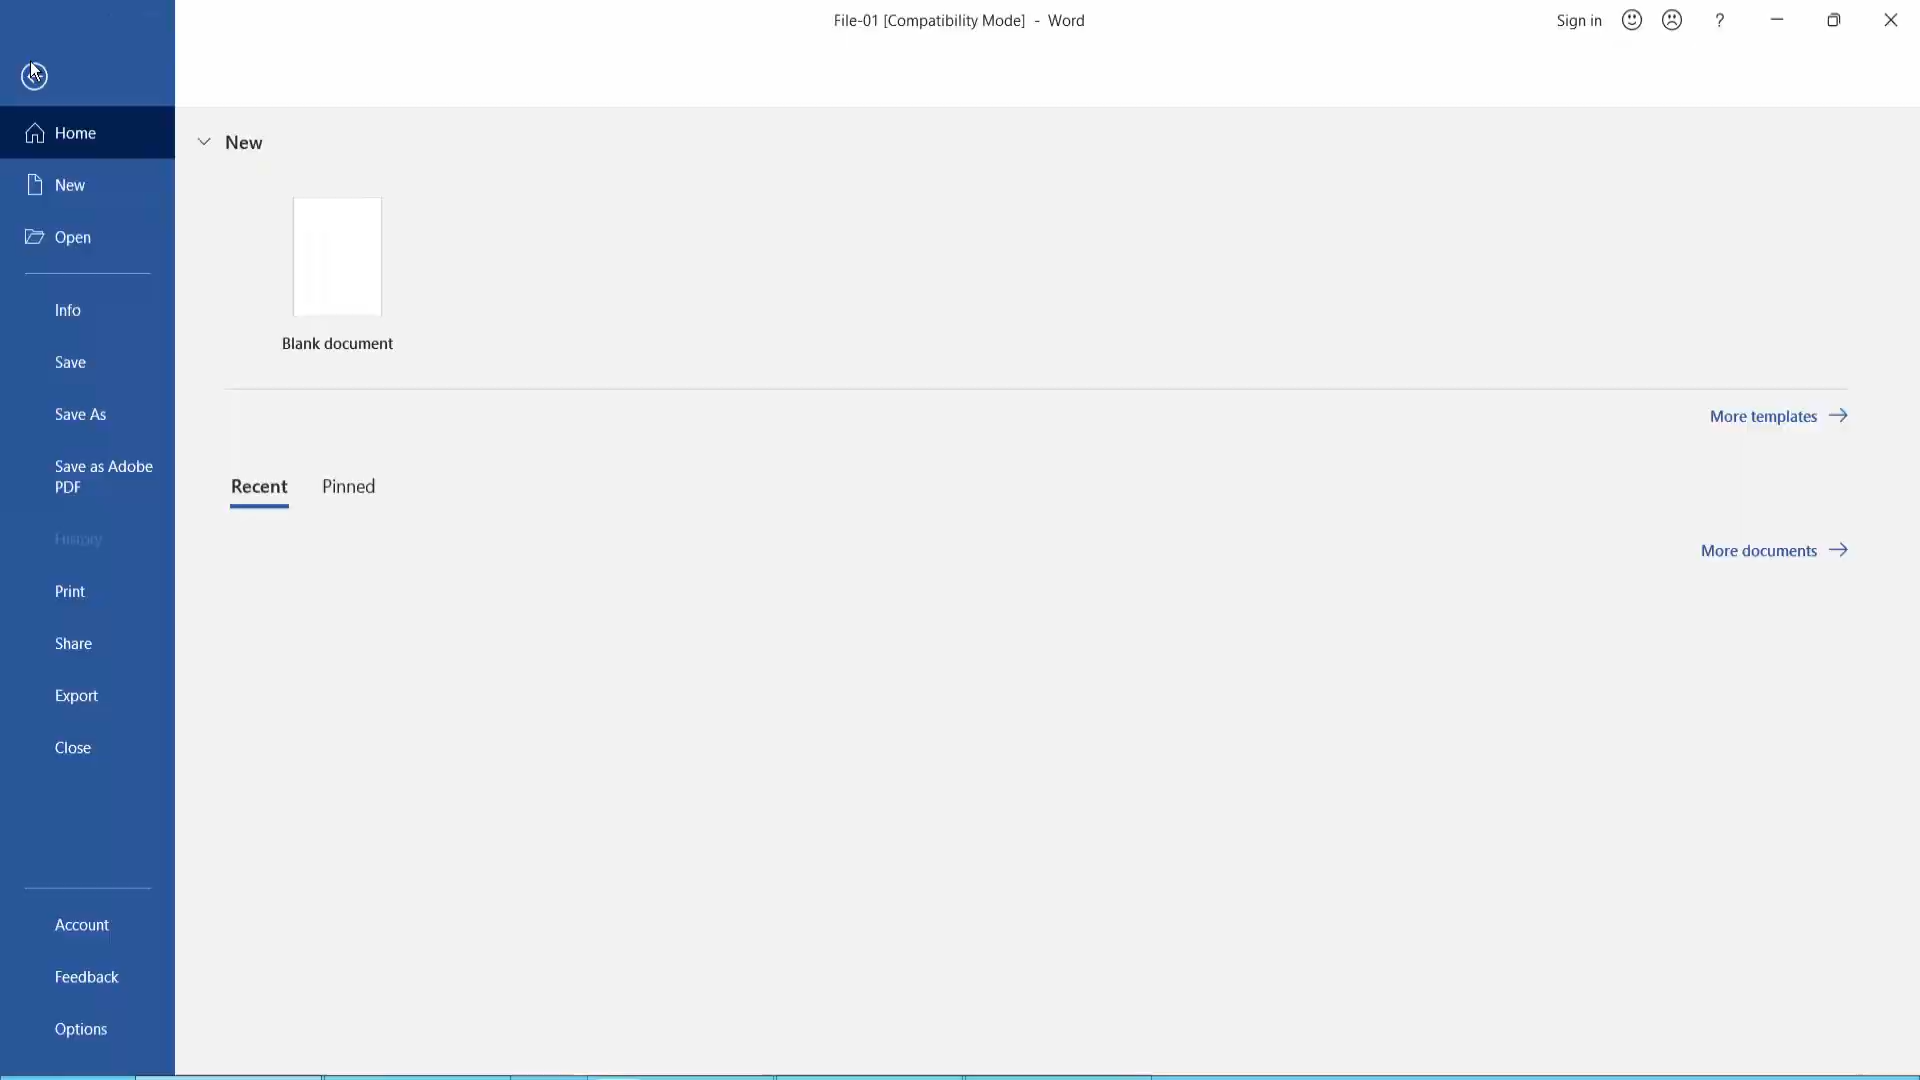 File-01 [Compatibility Mode] - Word
Sign in
?
Home
New
Open
Info
Save
Save As
Save as Adobe
PDF
History
Print
Share
Export
Close
Account
Feedback
Options
New
Blank document
More templates
Recent
Pinned
More documents